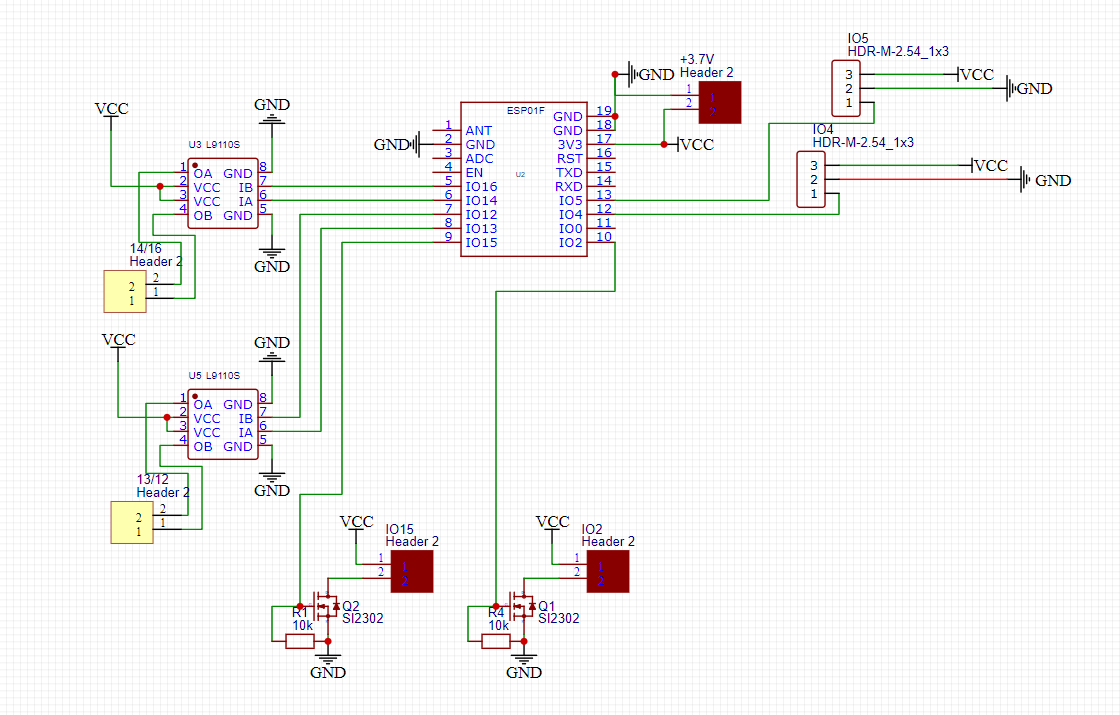 IO5
HDR-M-2.54_1x3
3 VCC
2 GND
1
+3.7V
Header 2
1 1
2 2
GND
VCC
IO4
HDR-M-2.54_1x3
3 VCC
2 GND
1
ESP01F
U2
1 ANT
2 GND
GND
3 ADC
4 EN
5 IO16
6 IO14
7 IO12
8 IO13
9 IO15
19 GND
18 GND
17 3V3
16 RST
15 TXD
14 RXD
13 IO5
12 IO4
11 IO0
10 IO2
VCC
GND
U3 L9110S
1 OA GND 8
2 VCC IB 7
3 VCC IA 6
4 OB GND 5
GND
14/16
Header 2
2 2
1 1
VCC
GND
U5 L9110S
1 OA GND 8
2 VCC IB 7
3 VCC IA 6
4 OB GND 5
GND
13/12
Header 2
2 2
1 1
VCC
IO15
Header 2
1 1
2 2
R1
10k
Q2
SI2302
GND
VCC
IO2
Header 2
1 1
2 2
R4
10k
Q1
SI2302
GND